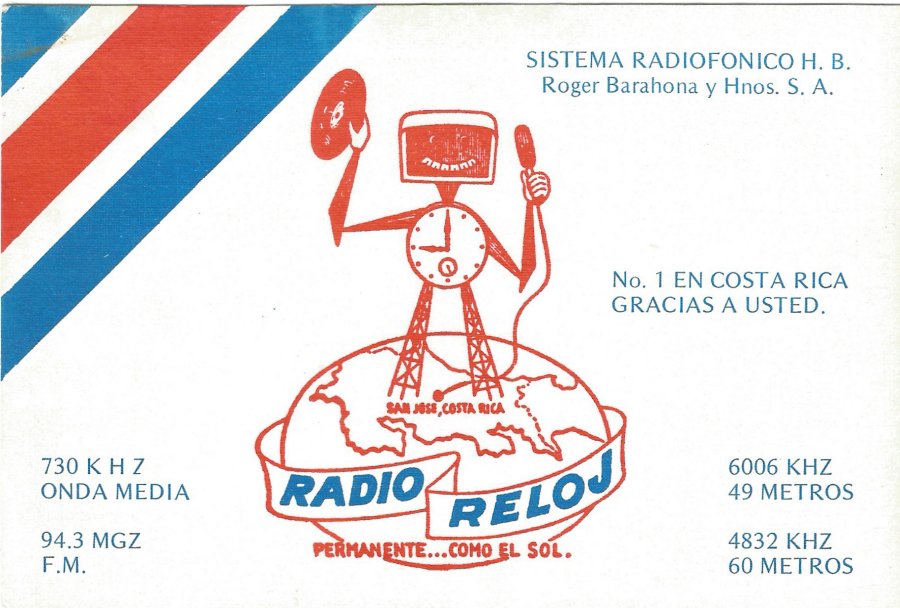 SISTEMA RADIOFONICO H. B.
Roger Barahona y Hnos. S. A.
No. 1 EN COSTA RICA
GRACIAS A USTED.
SAN JOSE, COSTA RICA
RADIO RELOJ
PERMANENTE...COMO EL SOL.
730 K H Z
ONDA MEDIA
94.3 MGZ
F.M.
6006 KHZ
49 METROS
4832 KHZ
60 METROS